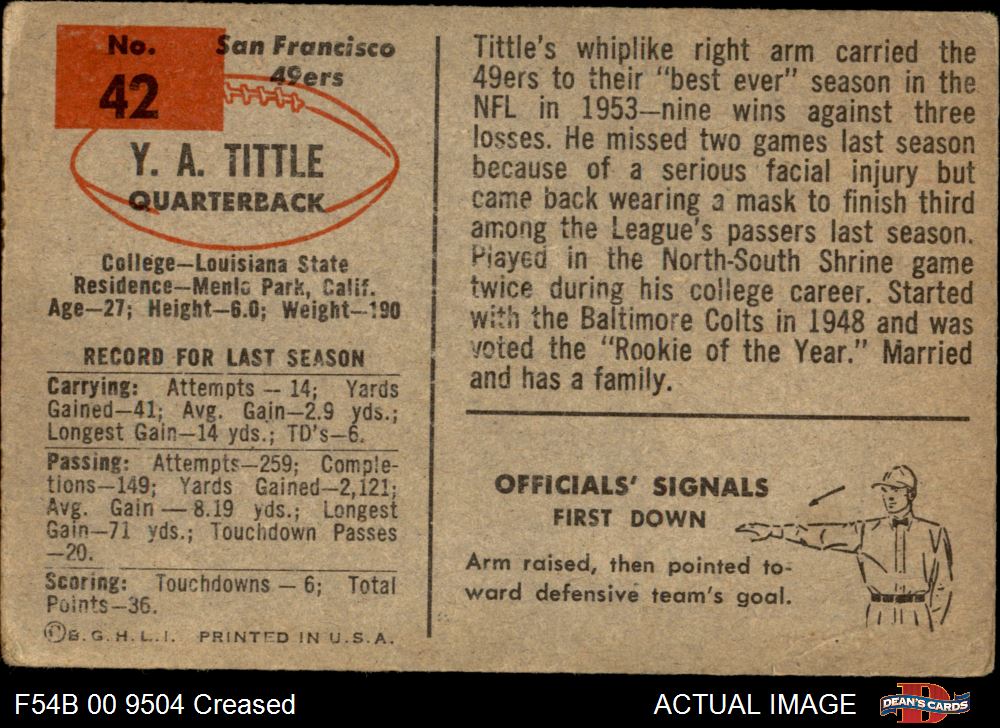 No.
42
San Francisco
49ers
Y. A. TITTLE
QUARTERBACK
College—Louisiana State
Residence—Menlo Park, Calif.
Age—27; Height—6.0; Weight—190
RECORD FOR LAST SEASON
Carrying: Attempts — 14; Yards
Gained—41; Avg. Gain—2.9 yds.;
Longest Gain—14 yds.; TD's—6.
Passing: Attempts—259; Comple-
tions—149; Yards Gained—2,121;
Avg. Gain — 8.19 yds.; Longest
Gain—71 yds.; Touchdown Passes
—20.
Scoring: Touchdowns — 6; Total
Points—36.
©B. G. H. L. I. PRINTED IN U.S.A.
Tittle's whiplike right arm carried the
49ers to their "best ever" season in the
NFL in 1953—nine wins against three
losses. He missed two games last season
because of a serious facial injury but
came back wearing a mask to finish third
among the League's passers last season.
Played in the North-South Shrine game
twice during his college career. Started
with the Baltimore Colts in 1948 and was
voted the "Rookie of the Year." Married
and has a family.
OFFICIALS' SIGNALS
FIRST DOWN
Arm raised, then pointed to-
ward defensive team's goal.
F54B 00 9504 Creased
ACTUAL IMAGE
D
DEAN'S CARDS